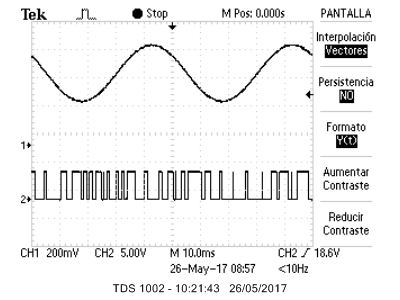 Tek Stop M Pos: 0.000s PANTALLA
Interpolación
Vectores
Persistencia
NO
Formato
Y(t)
1
Aumentar
Contraste
2
Reducir
Contraste
CH1 200mV CH2 5.00V M 10.0ms CH2 / 18.6V
26-May-17 08:57 <10Hz
TDS 1002 - 10:21:43 26/05/2017